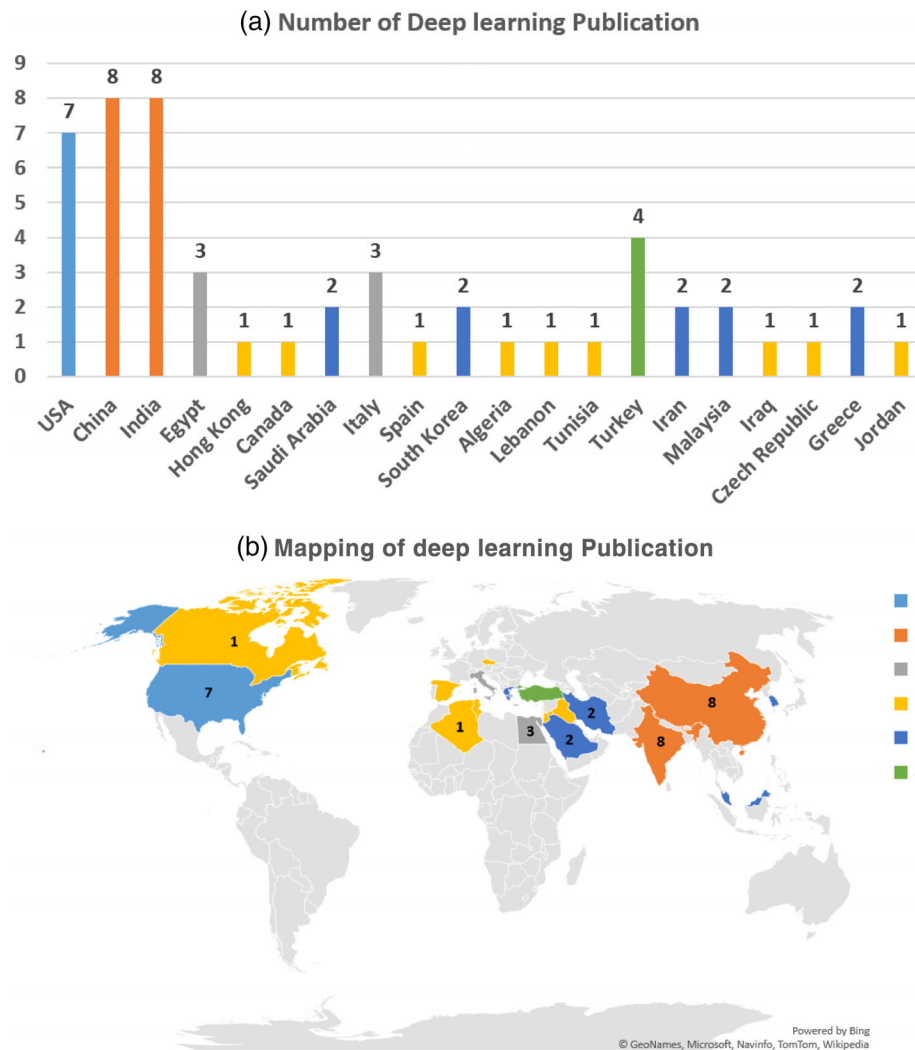 (a) Number of Deep learning Publication
9
8
7
6
5
4
3
2
1
0
7
8
8
3
1
1
2
3
1
2
1
1
1
4
2
2
1
1
2
1
USA
China
India
Egypt
Hong Kong
Canada
Saudi Arabia
Italy
Spain
South Korea
Algeria
Lebanon
Tunisia
Turkey
Iran
Malaysia
Iraq
Czech Republic
Greece
Jordan
(b) Mapping of deep learning Publication
1
7
1
3
2
2
8
8
Powered by Bing
© GeoNames, Microsoft, Navinfo, TomTom, Wikipedia